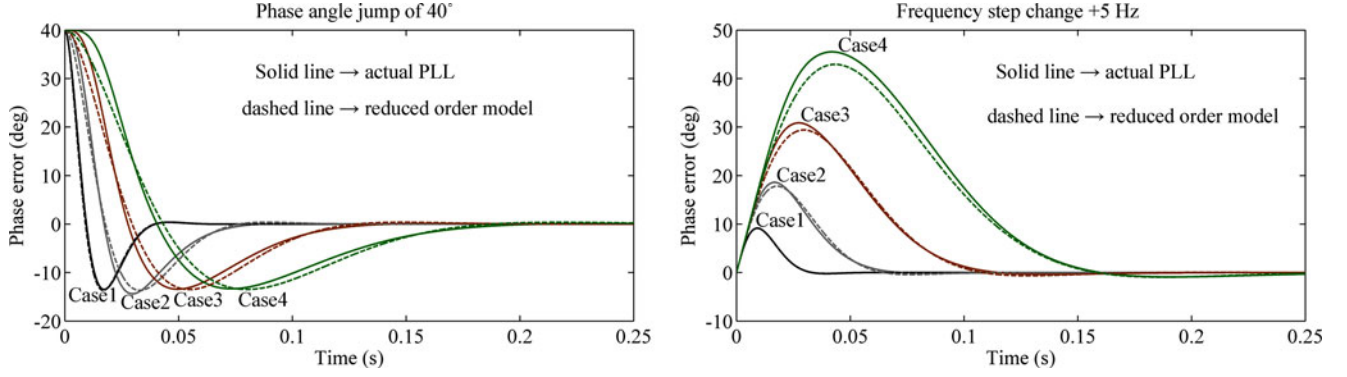 Phase angle jump of 40°
Phase error (deg)
40
30
20
10
0
-10
-20
Solid line → actual PLL
dashed line → reduced order model
Case1
Case2
Case3
Case4
0
0.05
0.1
0.15
0.2
0.25
Time (s)
Frequency step change +5 Hz
Phase error (deg)
50
40
30
20
10
0
-10
Case4
Solid line → actual PLL
dashed line → reduced order model
Case3
Case2
Case1
0
0.05
0.1
0.15
0.2
0.25
Time (s)